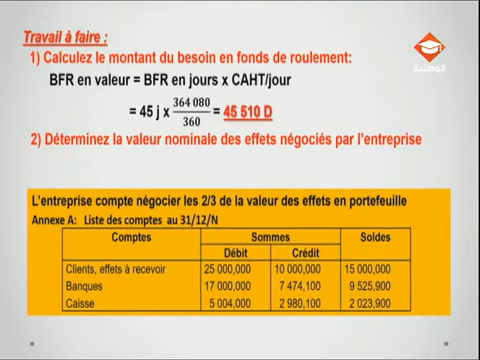 Travail à faire :
الوطنية
1) Calculez le montant du besoin en fonds de roulement:
BFR en valeur = BFR en jours x CAHT/jour
= 45 j x 364 080 / 360 = 45 510 D
2) Déterminez la valeur nominale des effets négociés par l'entreprise
L'entreprise compte négocier les 2/3 de la valeur des effets en portefeuille
Annexe A: Liste des comptes au 31/12/N
Comptes Sommes Soldes
Débit Crédit
Clients, effets à recevoir 25 000,000 10 000,000 15 000,000
Banques 17 000,000 7 474,100 9 525,900
Caisse 5 004,000 2 980,100 2 023,900